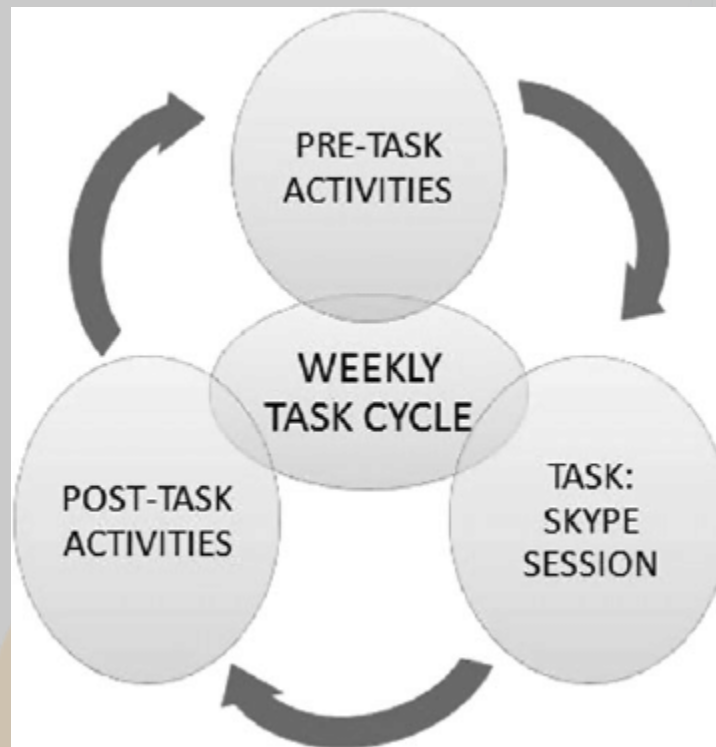 PRE-TASK
ACTIVITIES
WEEKLY
TASK CYCLE
POST-TASK
ACTIVITIES
TASK:
SKYPE
SESSION